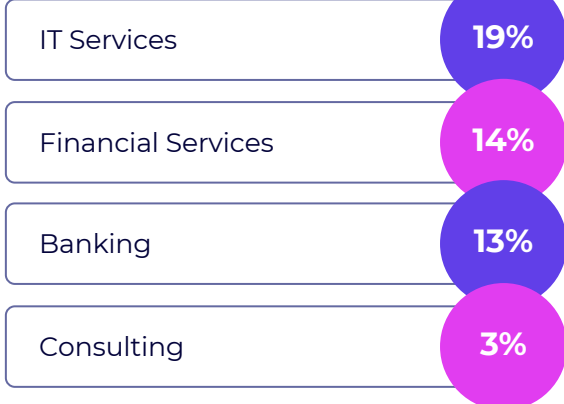 IT Services 19%
Financial Services 14%
Banking 13%
Consulting 3%